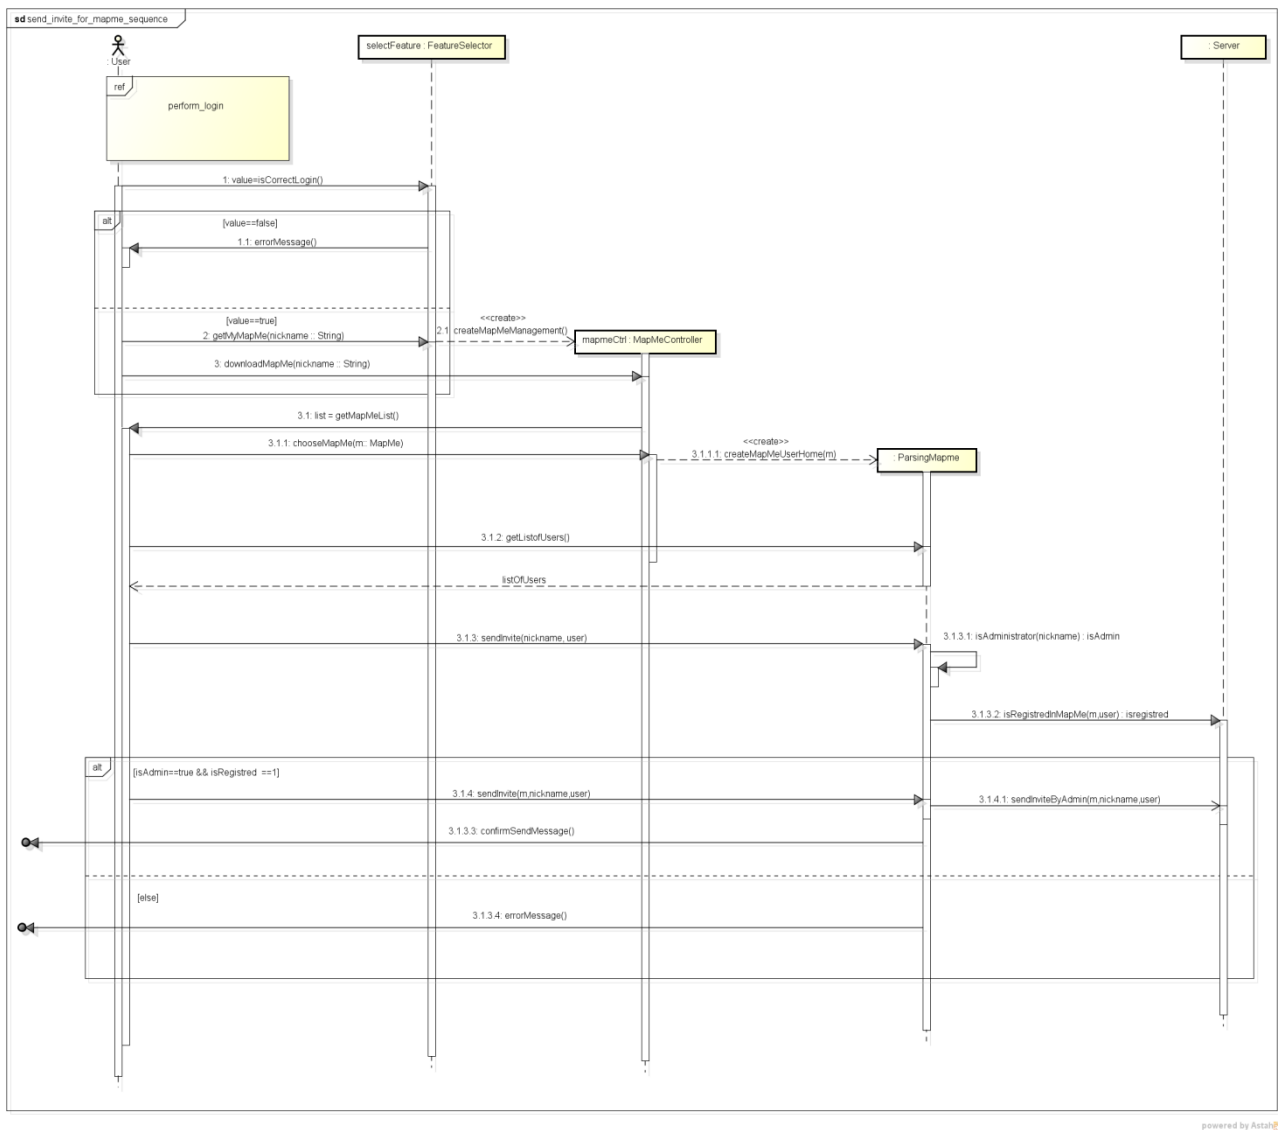 sd send_invite_for_mapme_sequence
: User
selectFeature : FeatureSelector
: Server
ref
perform_login
1: value=isCorrectLogin()
alt
[value==false]
1.1: errorMessage()
[value==true]
2: getMyMapMe(nickname :: String)
<<create>>
2.1: createMapMeManagement()
mapmeCtrl : MapMeController
3: downloadMapMe(nickname :: String)
3.1: list = getMapMeList()
3.1.1: chooseMapMe(m:: MapMe)
<<create>>
3.1.1.1: createMapMeUserHome(m)
: ParsingMapme
3.1.2: getListofUsers()
listOfUsers
3.1.3: sendInvite(nickname, user)
3.1.3.1: isAdministrator(nickname) : isAdmin
3.1.3.2: isRegistredInMapMe(m,user) : isregistred
alt
[isAdmin==true && isRegistred ==1]
3.1.4: sendInvite(m,nickname,user)
3.1.4.1: sendInviteByAdmin(m,nickname,user)
3.1.3.3: confirmSendMessage()
[else]
3.1.3.4: errorMessage()
powered by Astah